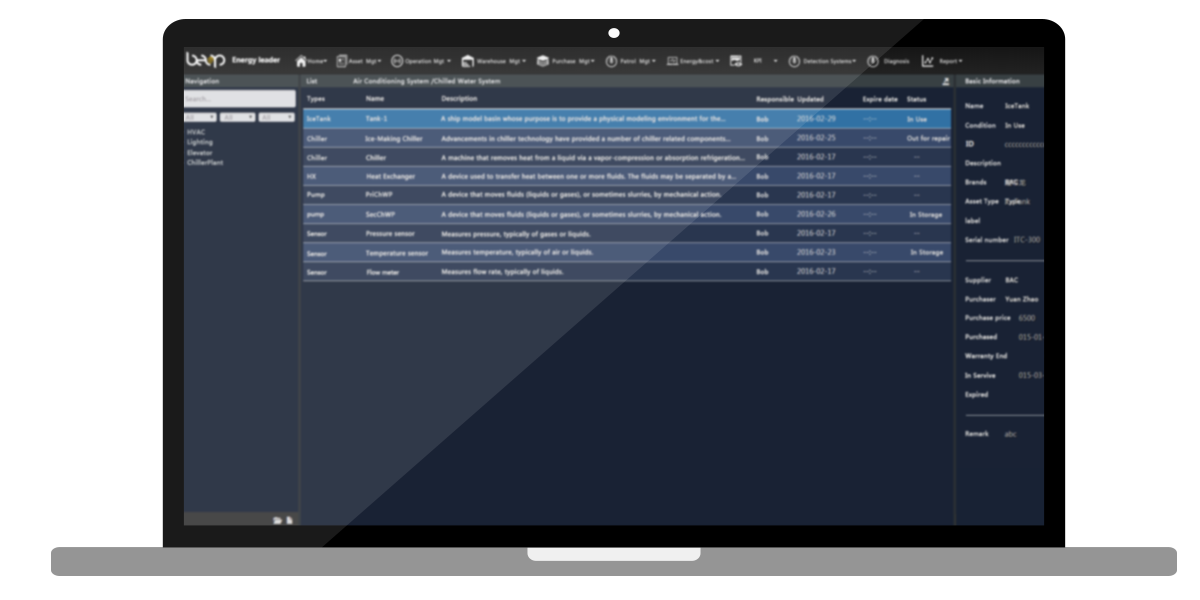 beop Energy leader Home Asset Mgt Operation Mgt Warehouse Mgt Purchase Mgt Patrol Mgt EnergyBoost KPI Detection Systems Diagnosis Report
Navigation
Search...
All All All
HVAC
Lighting
Elevator
ChillerPlant
List Air Conditioning System /Chilled Water System
Types Name Description Responsible Updated Expire date Status
IceTank Tank-1 A ship model basin whose purpose is to provide a physical modeling environment for the... Bob 2016-02-29 --:-- In Use
Chiller Ice-Making Chiller Advancements in chiller technology have provided a number of chiller related components... Bob 2016-02-25 --:-- Out for repair
Chiller Chiller A machine that removes heat from a liquid via a vapor-compression or absorption refrigeration... Bob 2016-02-17 --:-- --
HX Heat Exchanger A device used to transfer heat between one or more fluids. The fluids may be separated by a... Bob 2016-02-17 --:-- --
Pump PriCHWP A device that moves fluids (liquids or gases), or sometimes slurries, by mechanical action. Bob 2016-02-17 --:-- --
pump SecCHWP A device that moves fluids (liquids or gases), or sometimes slurries, by mechanical action. Bob 2016-02-26 --:-- In Storage
Sensor Pressure sensor Measures pressure, typically of gases or liquids. Bob 2016-02-17 --:-- --
Sensor Temperature sensor Measures temperature, typically of air or liquids. Bob 2016-02-23 --:-- In Storage
Sensor Flow meter Measures flow rate, typically of liquids. Bob 2016-02-17 --:-- --
Basic Information
Name IceTank
Condition In Use
ID
Description
Brands
Asset Type
label
Serial number ITC-300
Supplier BAC
Purchaser Yuen Zhao
Purchase price 6500
Purchased 015-01-
Warrenty End
In Servive 015-03-
Expired
Remark abc